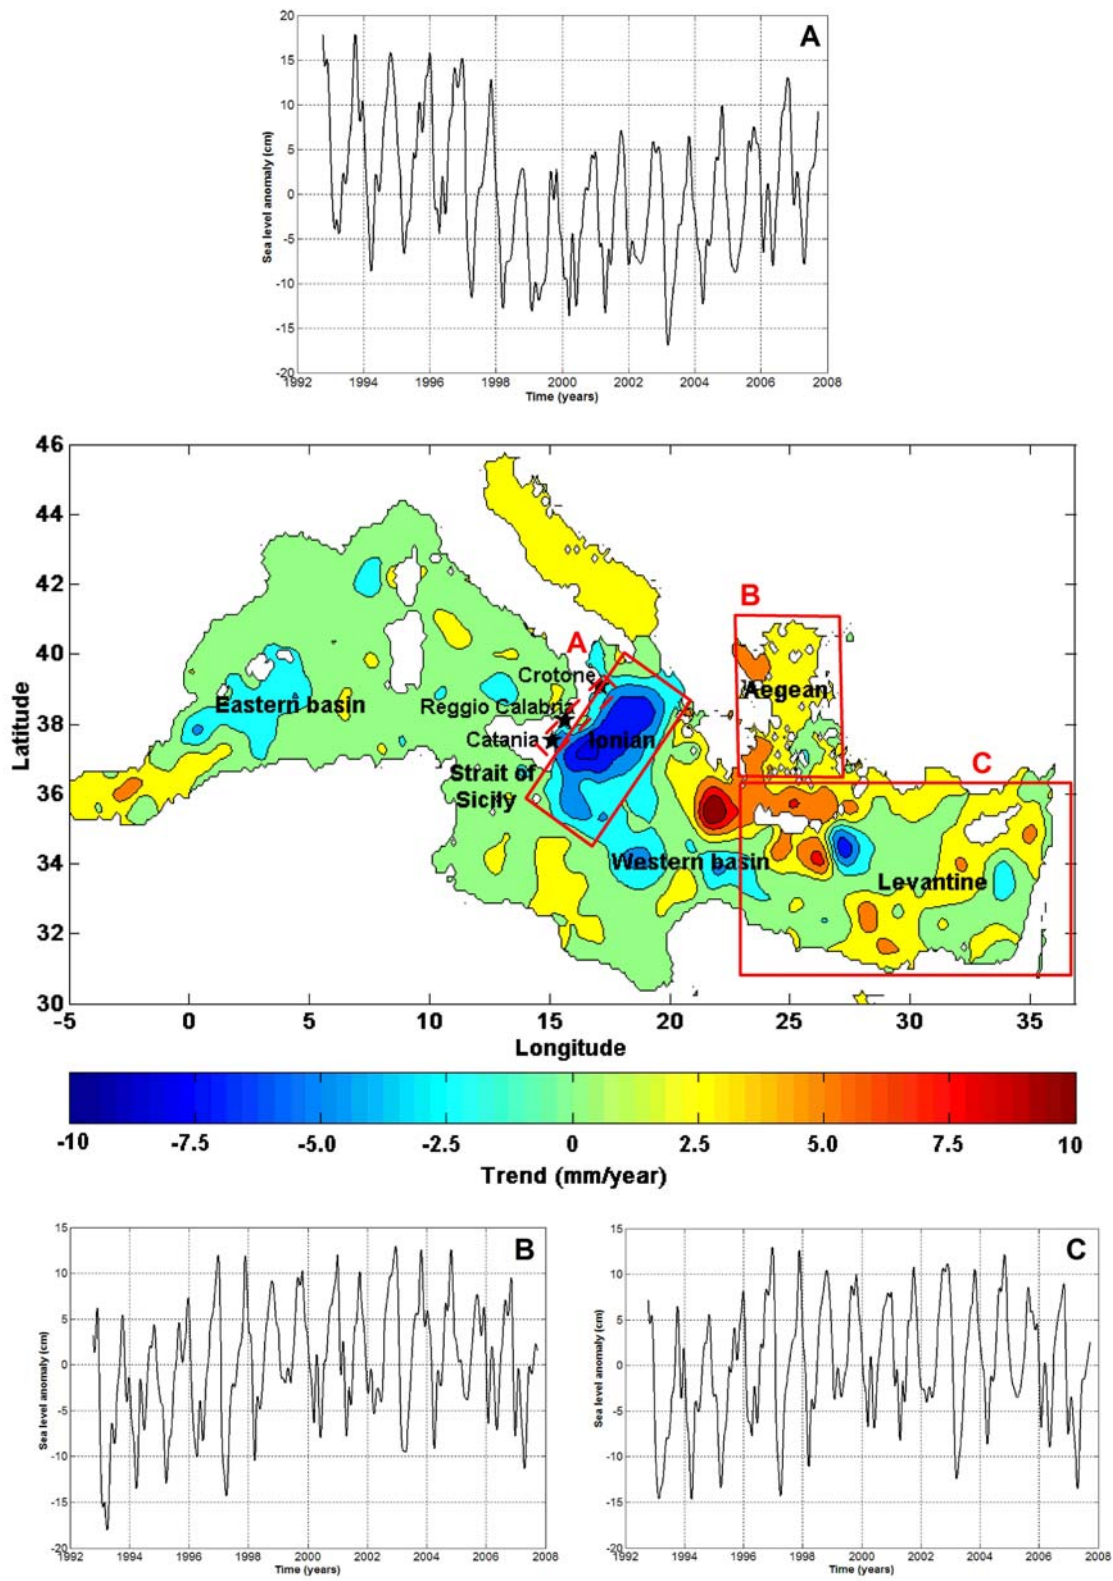 A
Sea level anomaly (cm)
20
15
10
5
0
-5
-10
-15
-20
1992 1994 1996 1998 2000 2002 2004 2006 2008
Time (years)
Latitude
46
44
42
40
38
36
34
32
30
B
A
Crotone
Aegean
Reggio Calabria
Eastern basin
Catania
Ionian
C
Strait of
Sicily
Western basin
Levantine
-5 0 5 10 15 20 25 30 35
Longitude
-10 -7.5 -5.0 -2.5 0 2.5 5.0 7.5 10
Trend (mm/year)
B
Sea level anomaly (cm)
15
10
5
0
-5
-10
-15
-20
1992 1994 1996 1998 2000 2002 2004 2006 2008
Time (years)
C
Sea level anomaly (cm)
15
10
5
0
-5
-10
-15
-20
1992 1994 1996 1998 2000 2002 2004 2006 2008
Time (years)